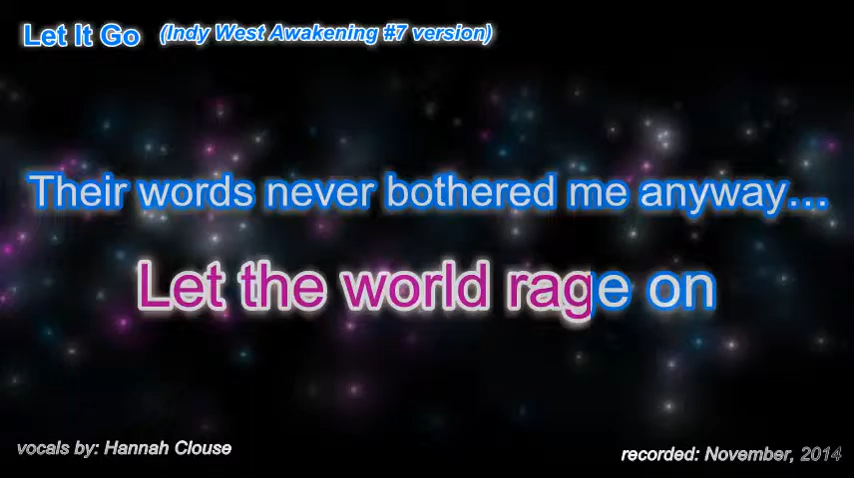 Let It Go (Indy West Awakening #7 version)
Their words never bothered me anyway...
Let the world rage on
vocals by: Hannah Clouse
recorded: November, 2014